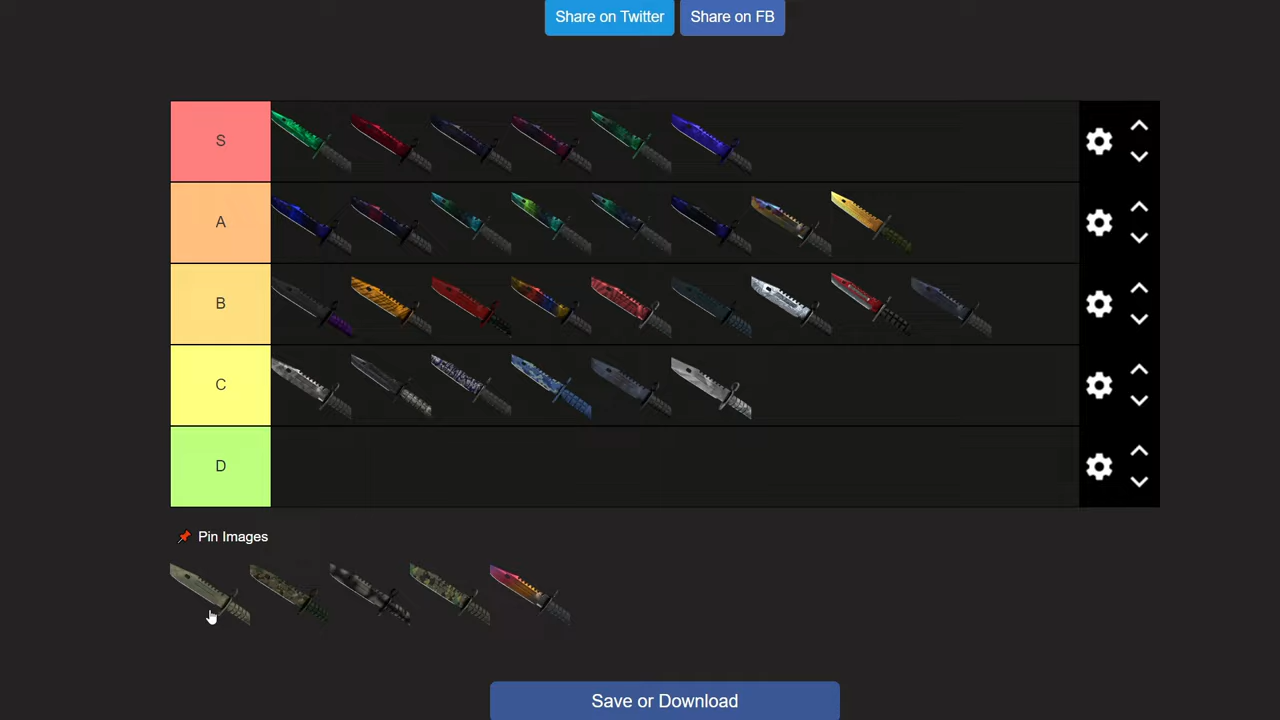 Share on Twitter
Share on FB
S
A
B
C
D
Pin Images
Save or Download